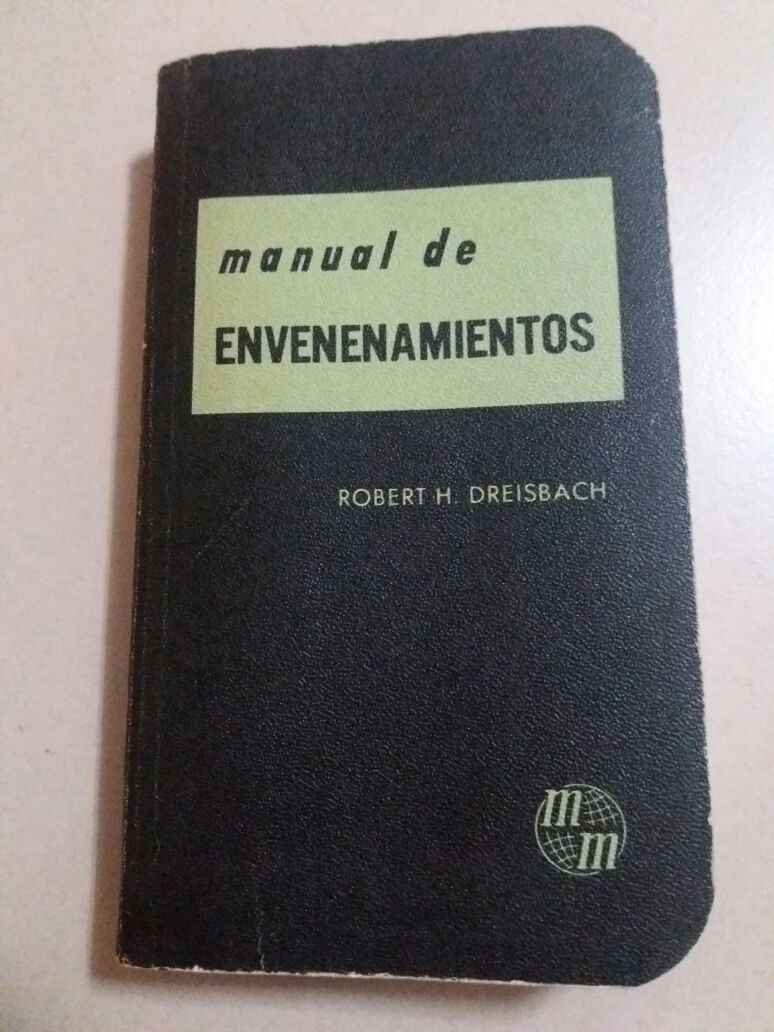 manual de
ENVENENAMIENTOS
ROBERT H. DREISBACH
m
m